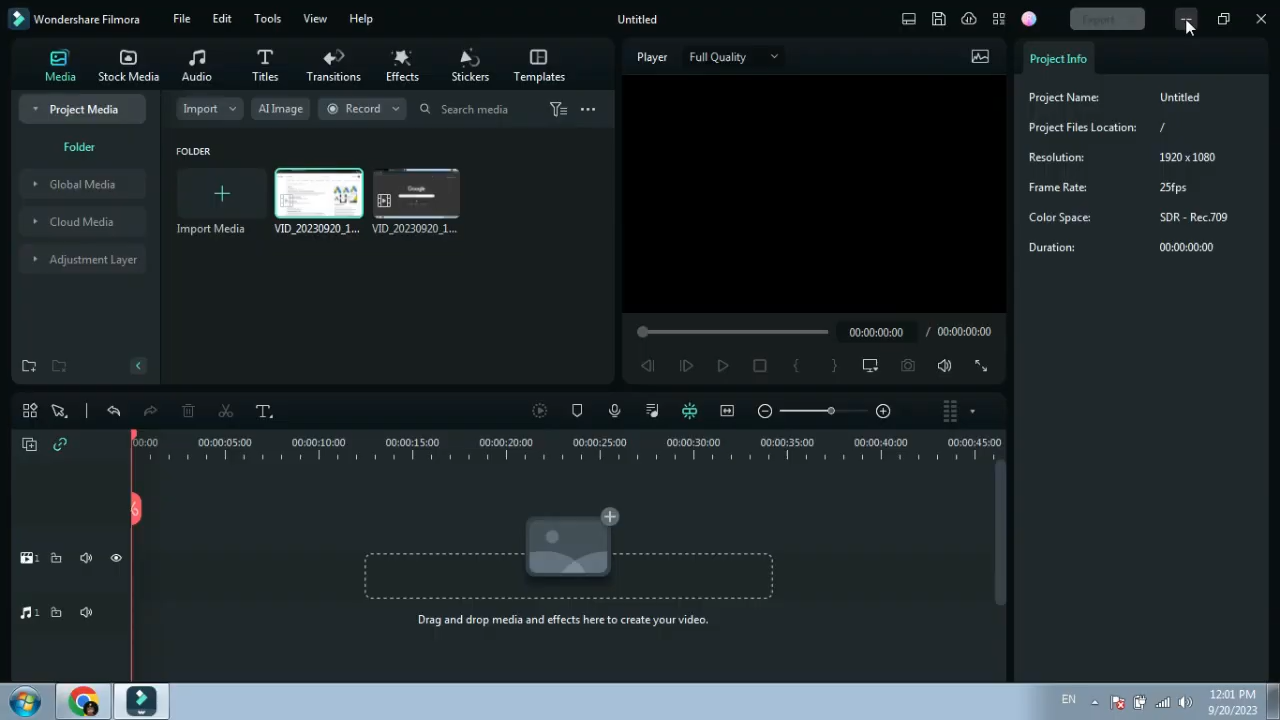 Wondershare Filmora
File
Edit
Tools
View
Help
Untitled
Export
Media
Stock Media
Audio
Titles
Transitions
Effects
Stickers
Templates
Player
Full Quality
Project Info
Project Media
Import
AI Image
Record
Search media
Folder
FOLDER
Global Media
Cloud Media
Adjustment Layer
Import Media
VID_20230920_1...
VID_20230920_1...
Project Name:
Untitled
Project Files Location:
/
Resolution:
1920 x 1080
Frame Rate:
25fps
Color Space:
SDR - Rec.709
Duration:
00:00:00:00
00:00:00:00 / 00:00:00:00
00:00
00:00:05:00
00:00:10:00
00:00:15:00
00:00:20:00
00:00:25:00
00:00:30:00
00:00:35:00
00:00:40:00
00:00:45:00
1
Drag and drop media and effects here to create your video.
1
EN
12:01 PM
9/20/2023